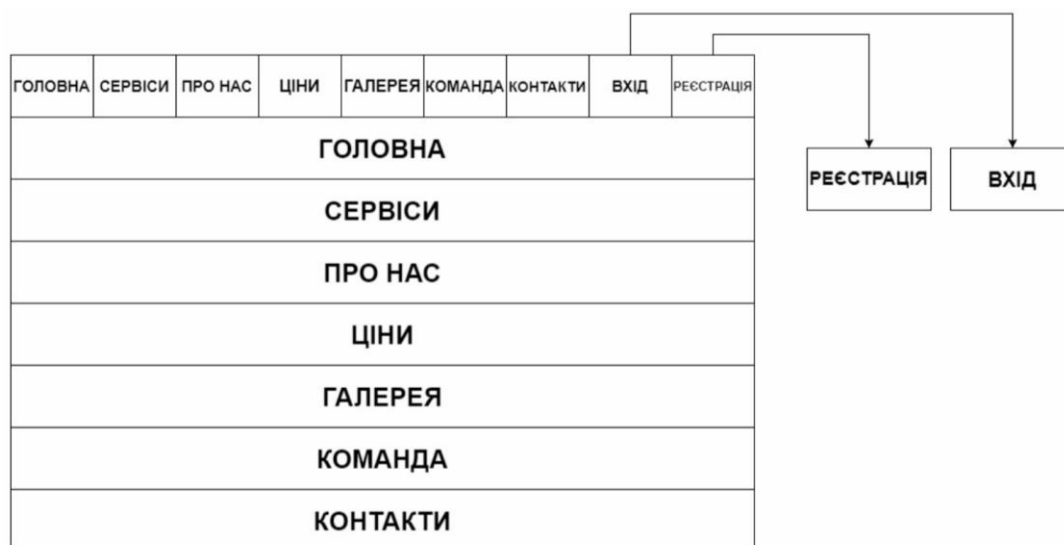 ГОЛОВНА СЕРВІСИ ПРО НАС ЦІНИ ГАЛЕРЕЯ КОМАНДА КОНТАКТИ ВХІД РЕЄСТРАЦІЯ
ГОЛОВНА
РЕЄСТРАЦІЯ ВХІД
СЕРВІСИ
ПРО НАС
ЦІНИ
ГАЛЕРЕЯ
КОМАНДА
КОНТАКТИ